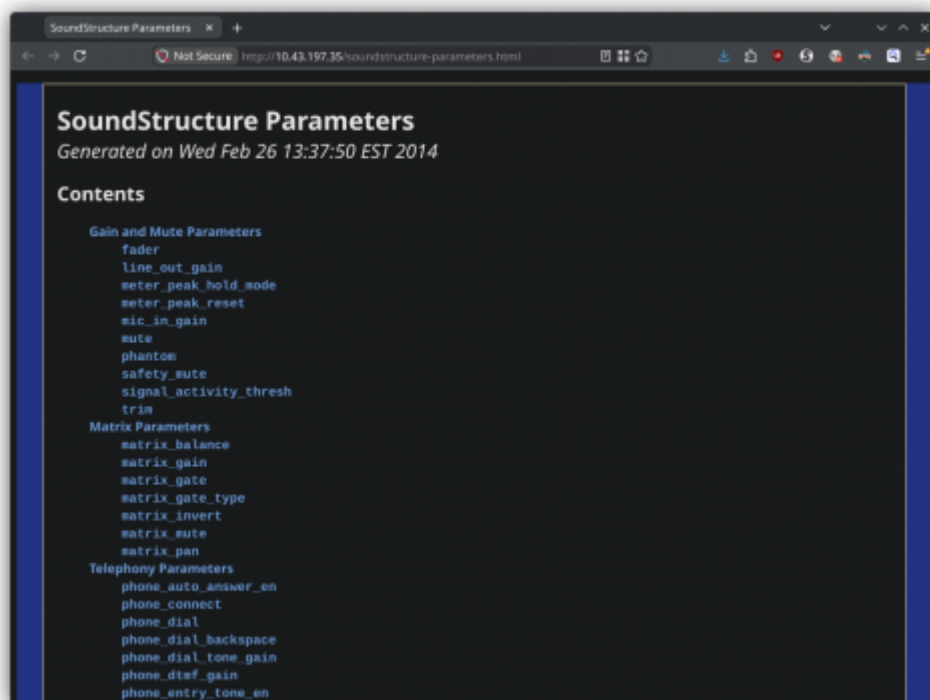 SoundStructure Parameters
Not Secure http://10.43.197.35/soundstructure-parameters.html
SoundStructure Parameters
Generated on Wed Feb 26 13:37:50 EST 2014
Contents
Gain and Mute Parameters
fader
line_out_gain
meter_peak_hold_mode
meter_peak_reset
mic_in_gain
mute
phantom
safety_mute
signal_activity_thresh
trim
Matrix Parameters
matrix_balance
matrix_gain
matrix_gate
matrix_gate_type
matrix_invert
matrix_mute
matrix_pan
Telephony Parameters
phone_auto_answer_en
phone_connect
phone_dial
phone_dial_backspace
phone_dial_tone_gain
phone_dtmf_gain
phone_entry_tone_en